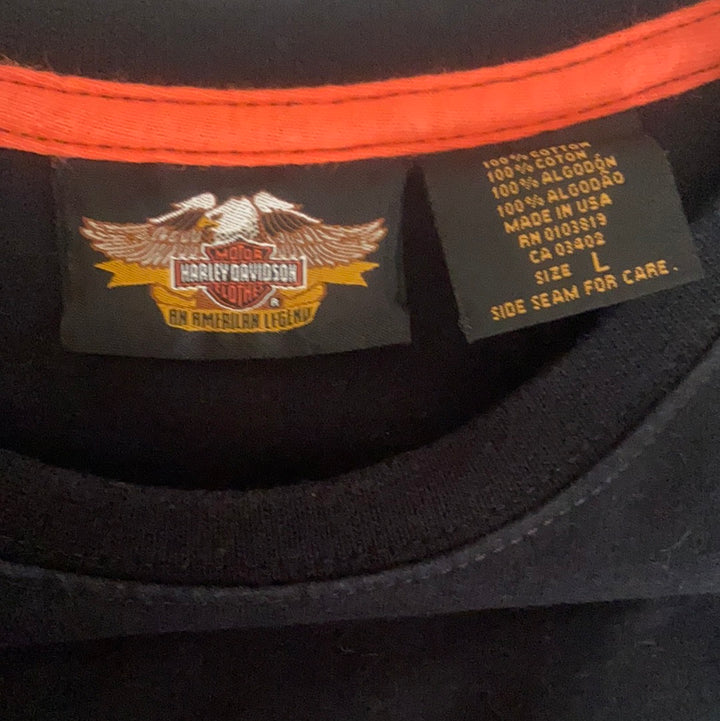 MOTOR
HARLEY-DAVIDSON
CLOTHES
®
AN AMERICAN LEGEND
100% COTTON
100% COTON
100% ALGODÓN
100% ALGODÃO
MADE IN USA
RN 0103819
CA 03402
SIZE L
SIDE SEAM FOR CARE.